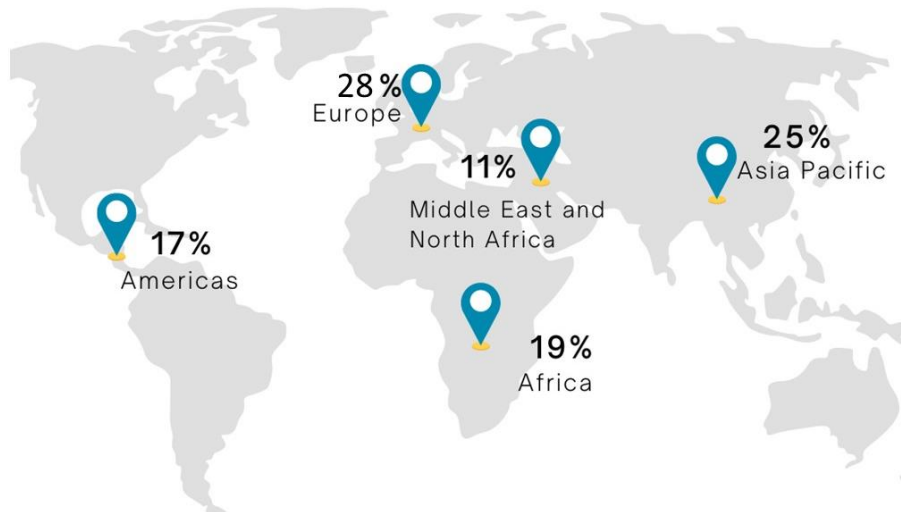 28%
Europe
11%
Middle East and
North Africa
25%
Asia Pacific
17%
Americas
19%
Africa